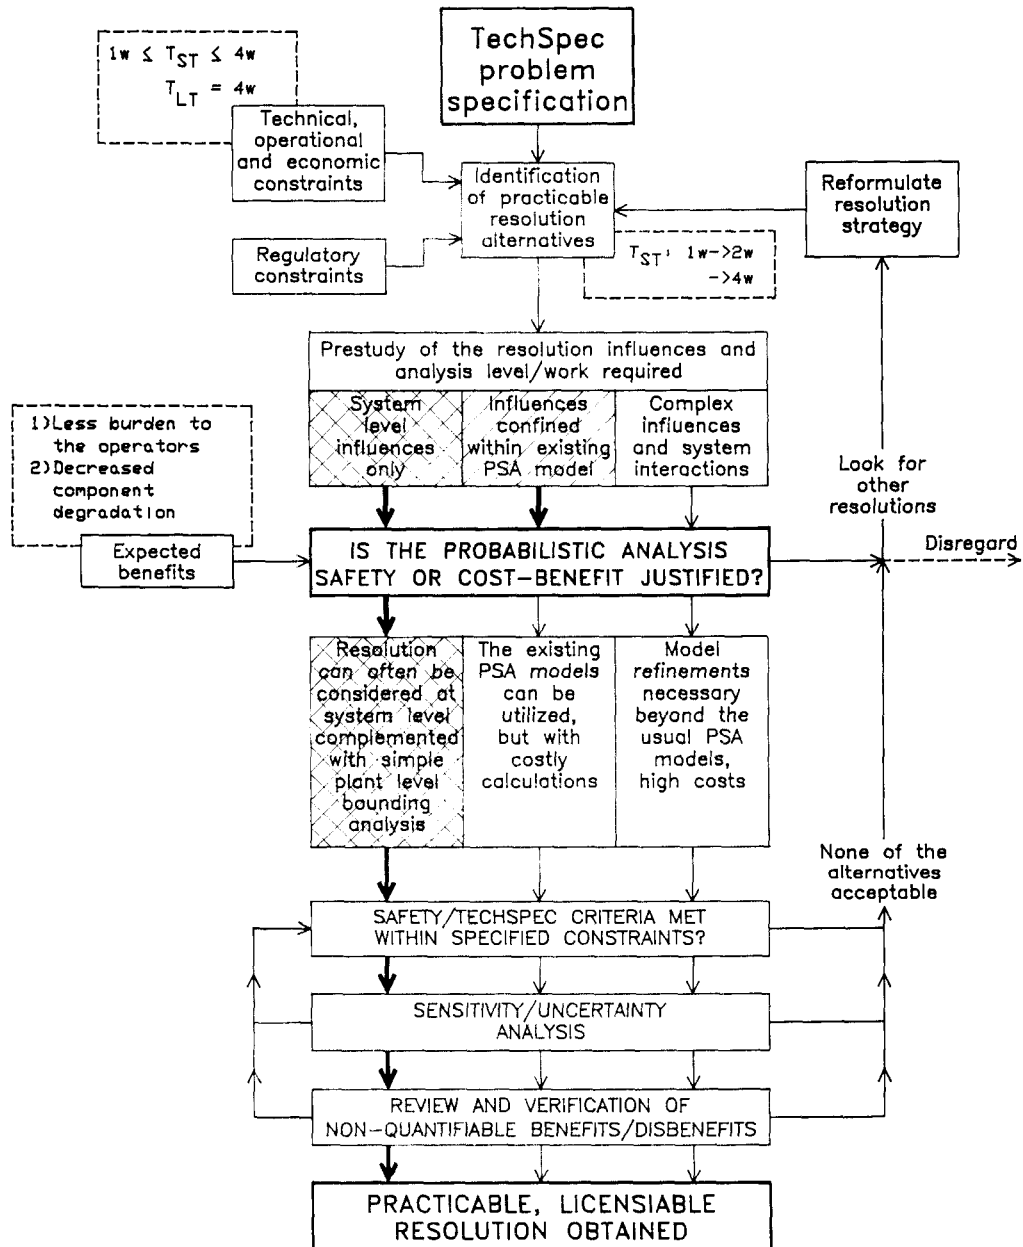 TechSpec
problem
specification
1w ≤ T_ST ≤ 4w
T_LT = 4w
Technical,
operational
and economic
constraints
Identification
of practicable
resolution
alternatives
Reformulate
resolution
strategy
Regulatory
constraints
T_ST: 1w->2w
->4w
Prestudy of the resolution influences and
analysis level/work required
System
level
influences
only
Influences
confined
within existing
PSA model
Complex
influences
and system
interactions
1)Less burden to
the operators
2)Decreased
component
degradation
Look for
other
resolutions
Expected
benefits
IS THE PROBABILISTIC ANALYSIS
SAFETY OR COST-BENEFIT JUSTIFIED?
Disregard
Resolution
can often be
considered at
system level
complemented
with simple
plant level
bounding
analysis
The existing
PSA models
can be
utilized,
but with
costly
calculations
Model
refinements
necessary
beyond the
usual PSA
models,
high costs
None of the
alternatives
acceptable
SAFETY/TECHSPEC CRITERIA MET
WITHIN SPECIFIED CONSTRAINTS?
SENSITIVITY/UNCERTAINTY
ANALYSIS
REVIEW AND VERIFICATION OF
NON-QUANTIFIABLE BENEFITS/DISBENEFITS
PRACTICABLE, LICENSIABLE
RESOLUTION OBTAINED